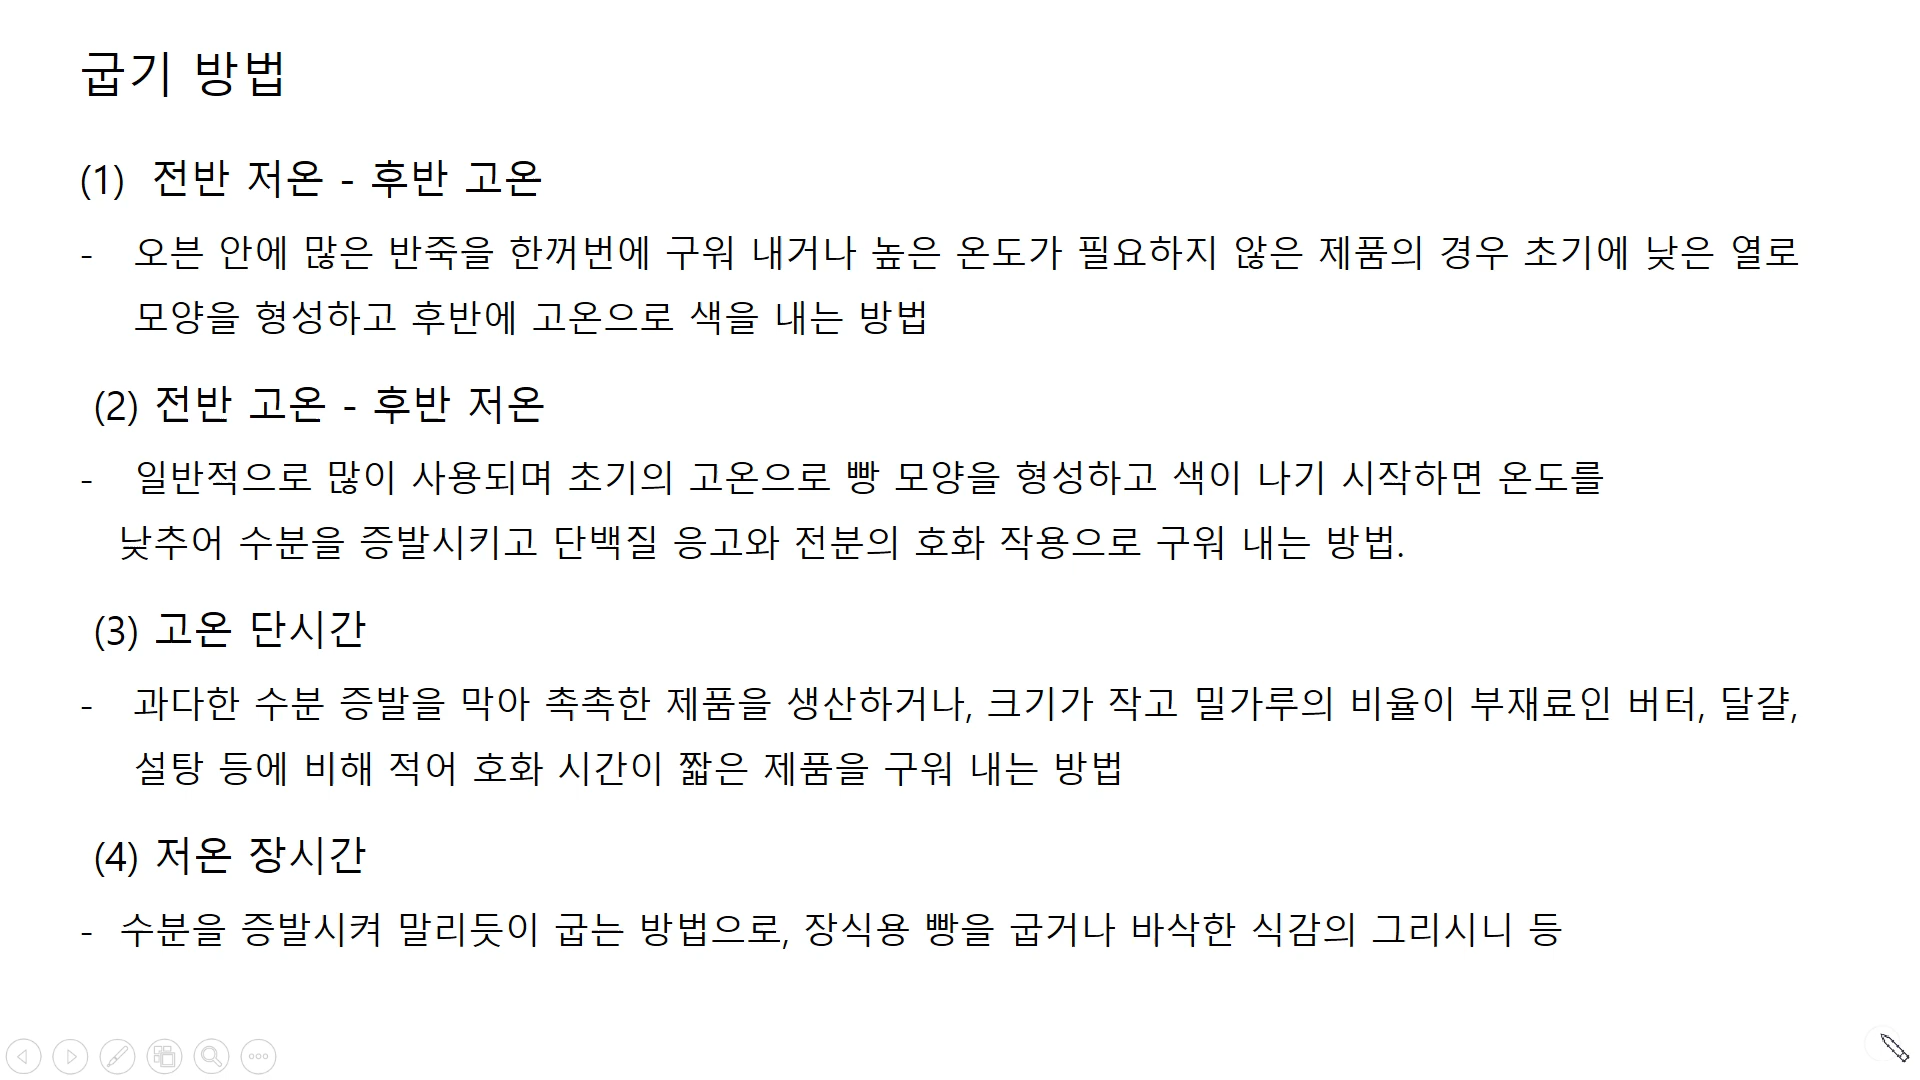 굽기 방법
(1) 전반 저온 - 후반 고온
- 오븐 안에 많은 반죽을 한꺼번에 구워 내거나 높은 온도가 필요하지 않은 제품의 경우 초기에 낮은 열로
모양을 형성하고 후반에 고온으로 색을 내는 방법
(2) 전반 고온 - 후반 저온
- 일반적으로 많이 사용되며 초기의 고온으로 빵 모양을 형성하고 색이 나기 시작하면 온도를
낮추어 수분을 증발시키고 단백질 응고와 전분의 호화 작용으로 구워 내는 방법.
(3) 고온 단시간
- 과다한 수분 증발을 막아 촉촉한 제품을 생산하거나, 크기가 작고 밀가루의 비율이 부재료인 버터, 달걀,
설탕 등에 비해 적어 호화 시간이 짧은 제품을 구워 내는 방법
(4) 저온 장시간
- 수분을 증발시켜 말리듯이 굽는 방법으로, 장식용 빵을 굽거나 바삭한 식감의 그리시니 등